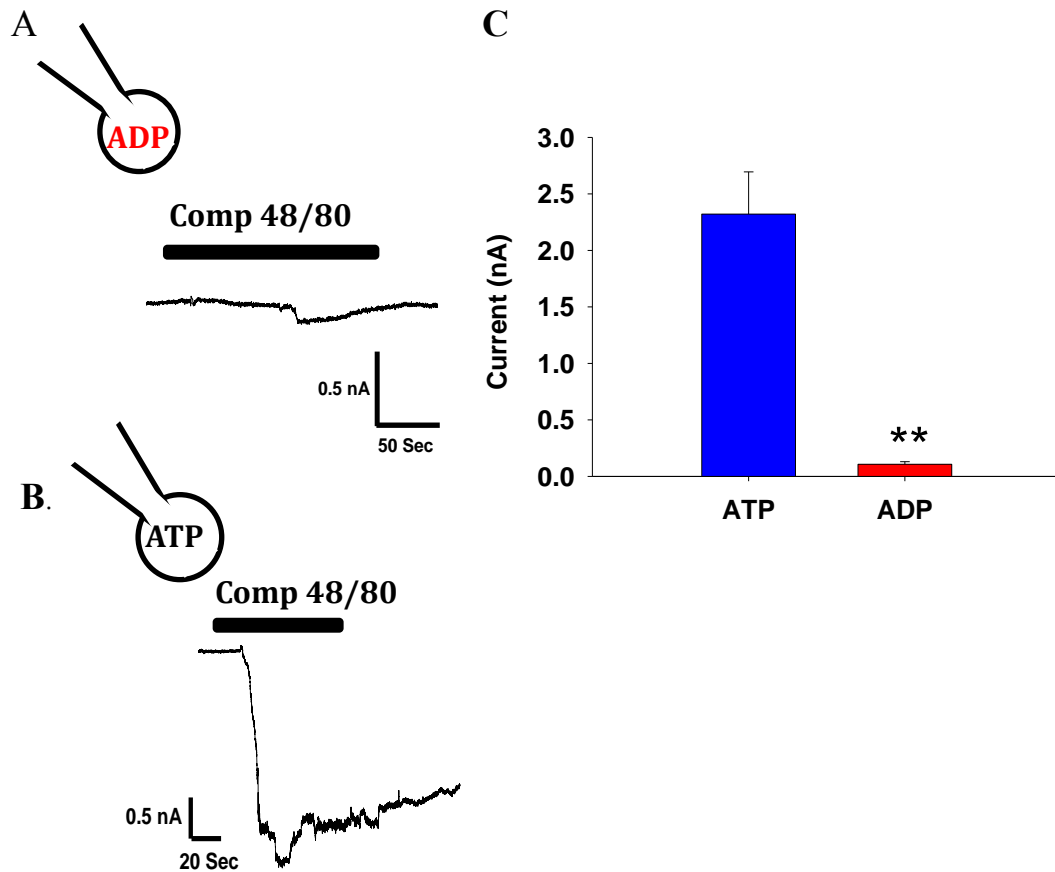 A
ADP
Comp 48/80
0.5 nA
50 Sec
B.
ATP
Comp 48/80
0.5 nA
20 Sec
C
3.0
2.5
2.0
1.5
1.0
0.5
0.0
Current (nA)
**
ATP
ADP